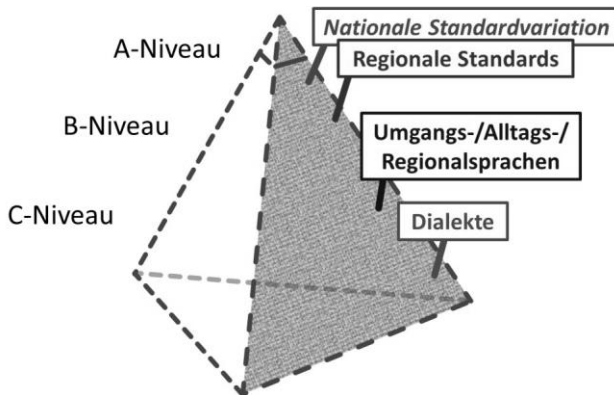 Nationale Standardvariation
A-Niveau
Regionale Standards
B-Niveau
Umgangs-/Alltags-/
Regionalsprachen
C-Niveau
Dialekte